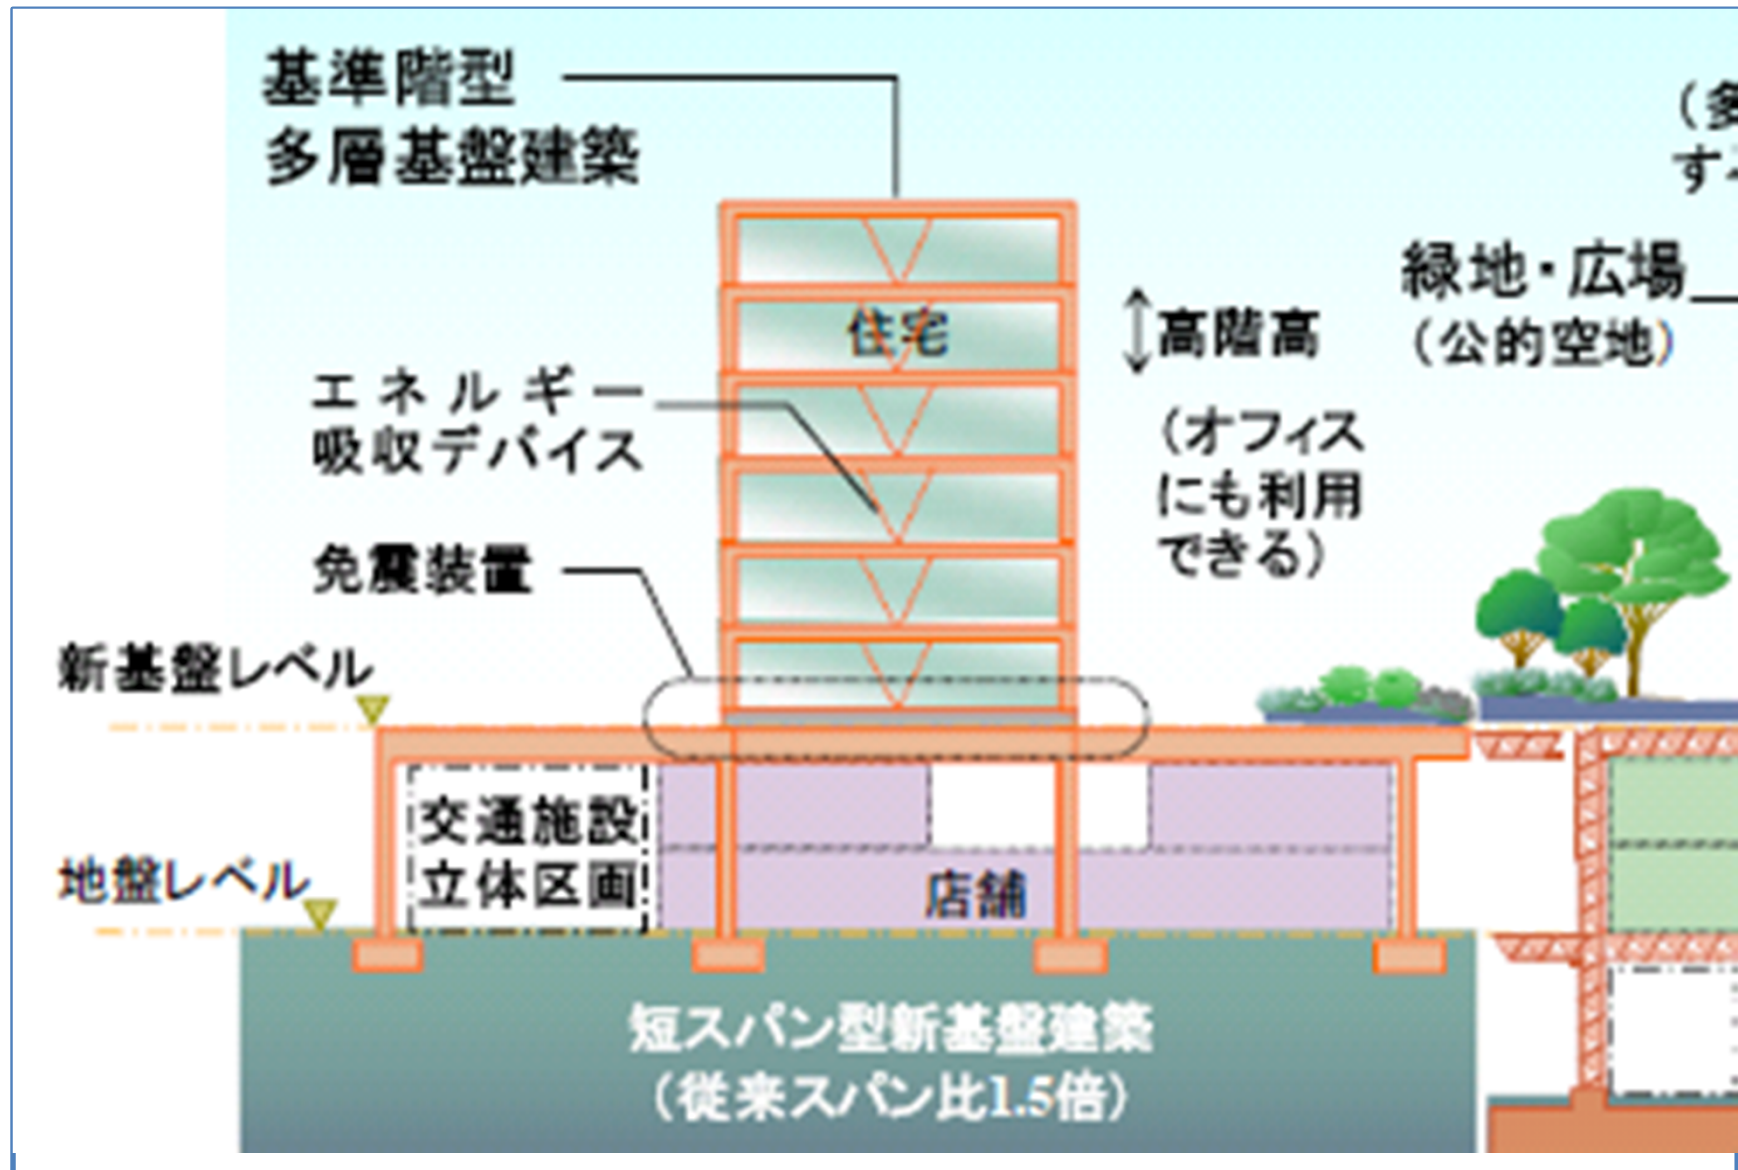 基準階型
多層基盤建築
住宅
高階高
（オフィス
にも利用
できる）
エネルギー
吸収デバイス
免震装置
緑地・広場
（公的空地）
（多
す
新基盤レベル
地盤レベル
交通施設
立体区画
店舗
短スパン型新基盤建築
（従来スパン比1.5倍）